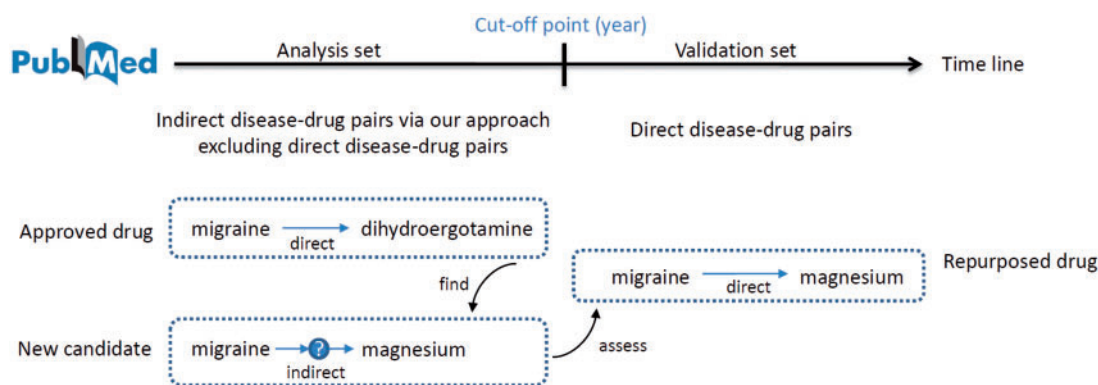 Cut-off point (year)
PubMed
Analysis set
Validation set
Time line
Indirect disease-drug pairs via our approach
excluding direct disease-drug pairs
Direct disease-drug pairs
Approved drug
migraine direct dihydroergotamine
find
migraine direct magnesium
Repurposed drug
New candidate
migraine ? magnesium
indirect
assess